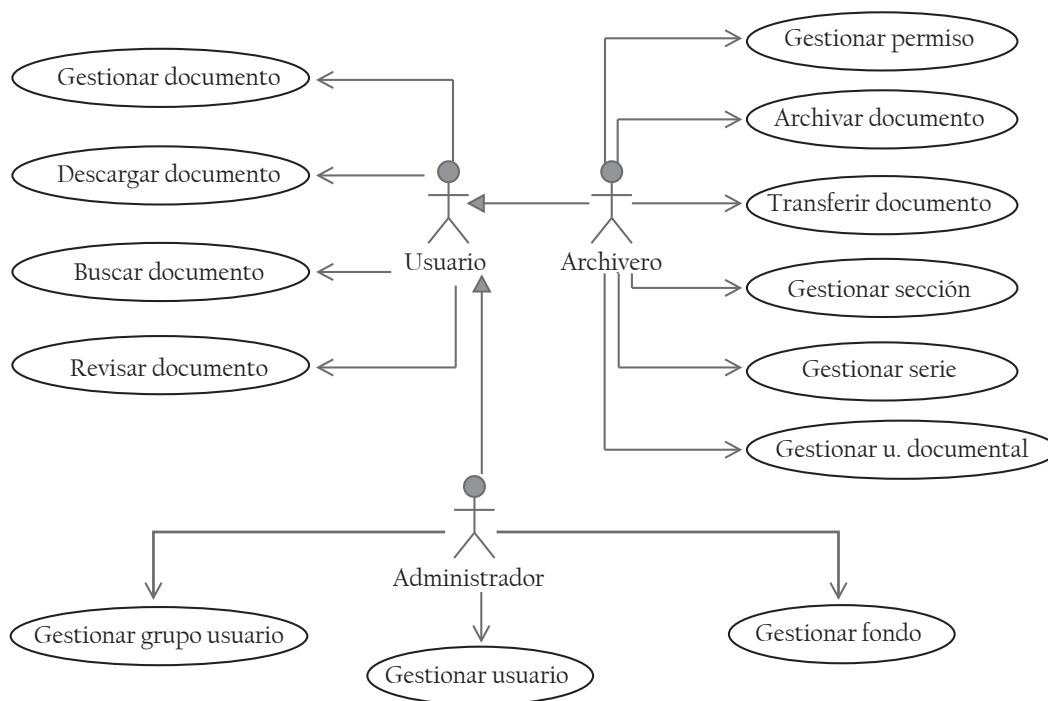 Gestionar permiso
Gestionar documento
Archivar documento
Descargar documento
Transferir documento
Usuario
Archivero
Buscar documento
Gestionar sección
Revisar documento
Gestionar serie
Gestionar u. documental
Administrador
Gestionar grupo usuario
Gestionar fondo
Gestionar usuario